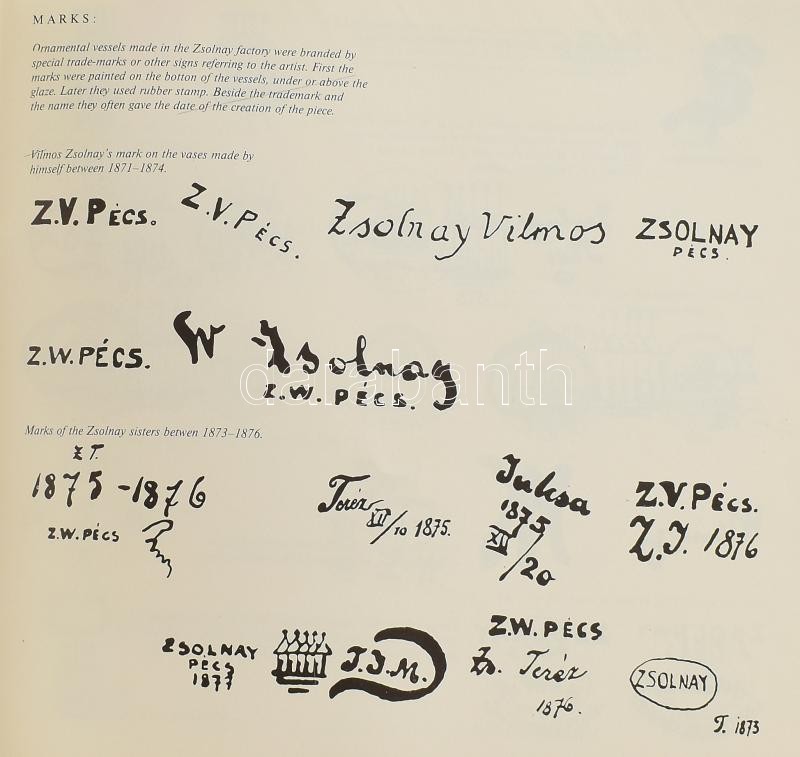 MARKS:
Ornamental vessels made in the Zsolnay factory were branded by
special trade-marks or other signs referring to the artist. First the
marks were painted on the botton of the vessels, under or above the
glaze. Later they used rubber stamp. Beside the trademark and
the name they often gave the date of the creation of the piece.
Vilmos Zsolnay's mark on the vases made by
himself between 1871–1874.
Z.V. PÉCS.
Z.V. PÉCS.
Zsolnay Vilmos
ZSOLNAY
PÉCS.
Z.W. PÉCS.
W Zsolnay
Z.W. PÉCS.
darabanth
Marks of the Zsolnay sisters betwen 1873–1876.
Z T.
1875 - 1876
Z.W. PÉCS
Teréz
XII/10 1875.
Julcsa
1875
XII/20
Z.V. PÉCS.
Z.J. 1876
ZSOLNAY
PÉCS
1877
T.J.M.
Z.W. PÉCS
Zs. Teréz
1876.
ZSOLNAY
T. 1873